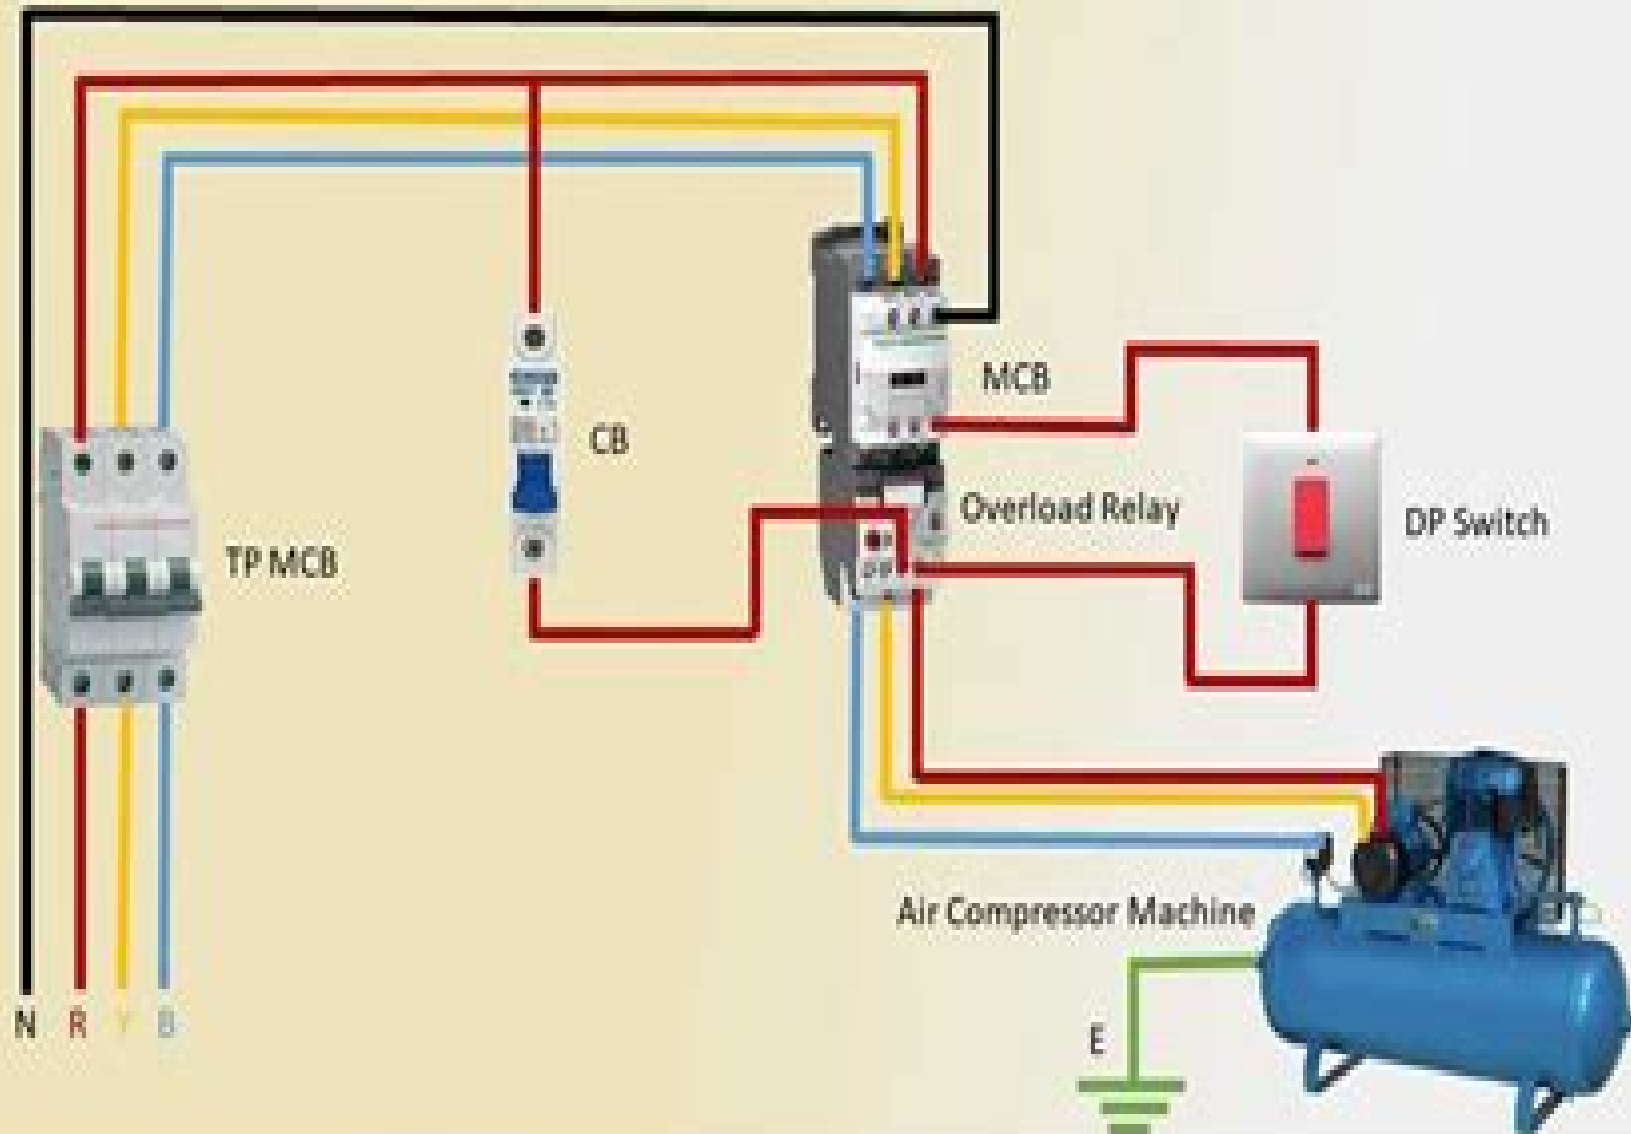 MCB
CB
Overload Relay
DP Switch
TP MCB
Air Compressor Machine
N R Y B
E